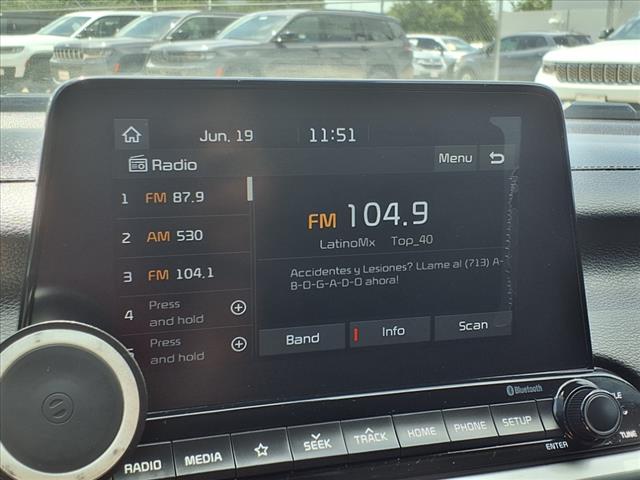 Jun. 19 11:51
Radio Menu
1 FM 87.9
2 AM 530
3 FM 104.1
4 Press and hold
Press and hold
FM 104.9
LatinoMx Top_40
Accidentes y Lesiones? LLame al (713) A-
B-O-G-A-D-O ahora!
Band Info Scan
Bluetooth
RADIO MEDIA SEEK TRACK HOME PHONE SETUP
ENTER
TUNE